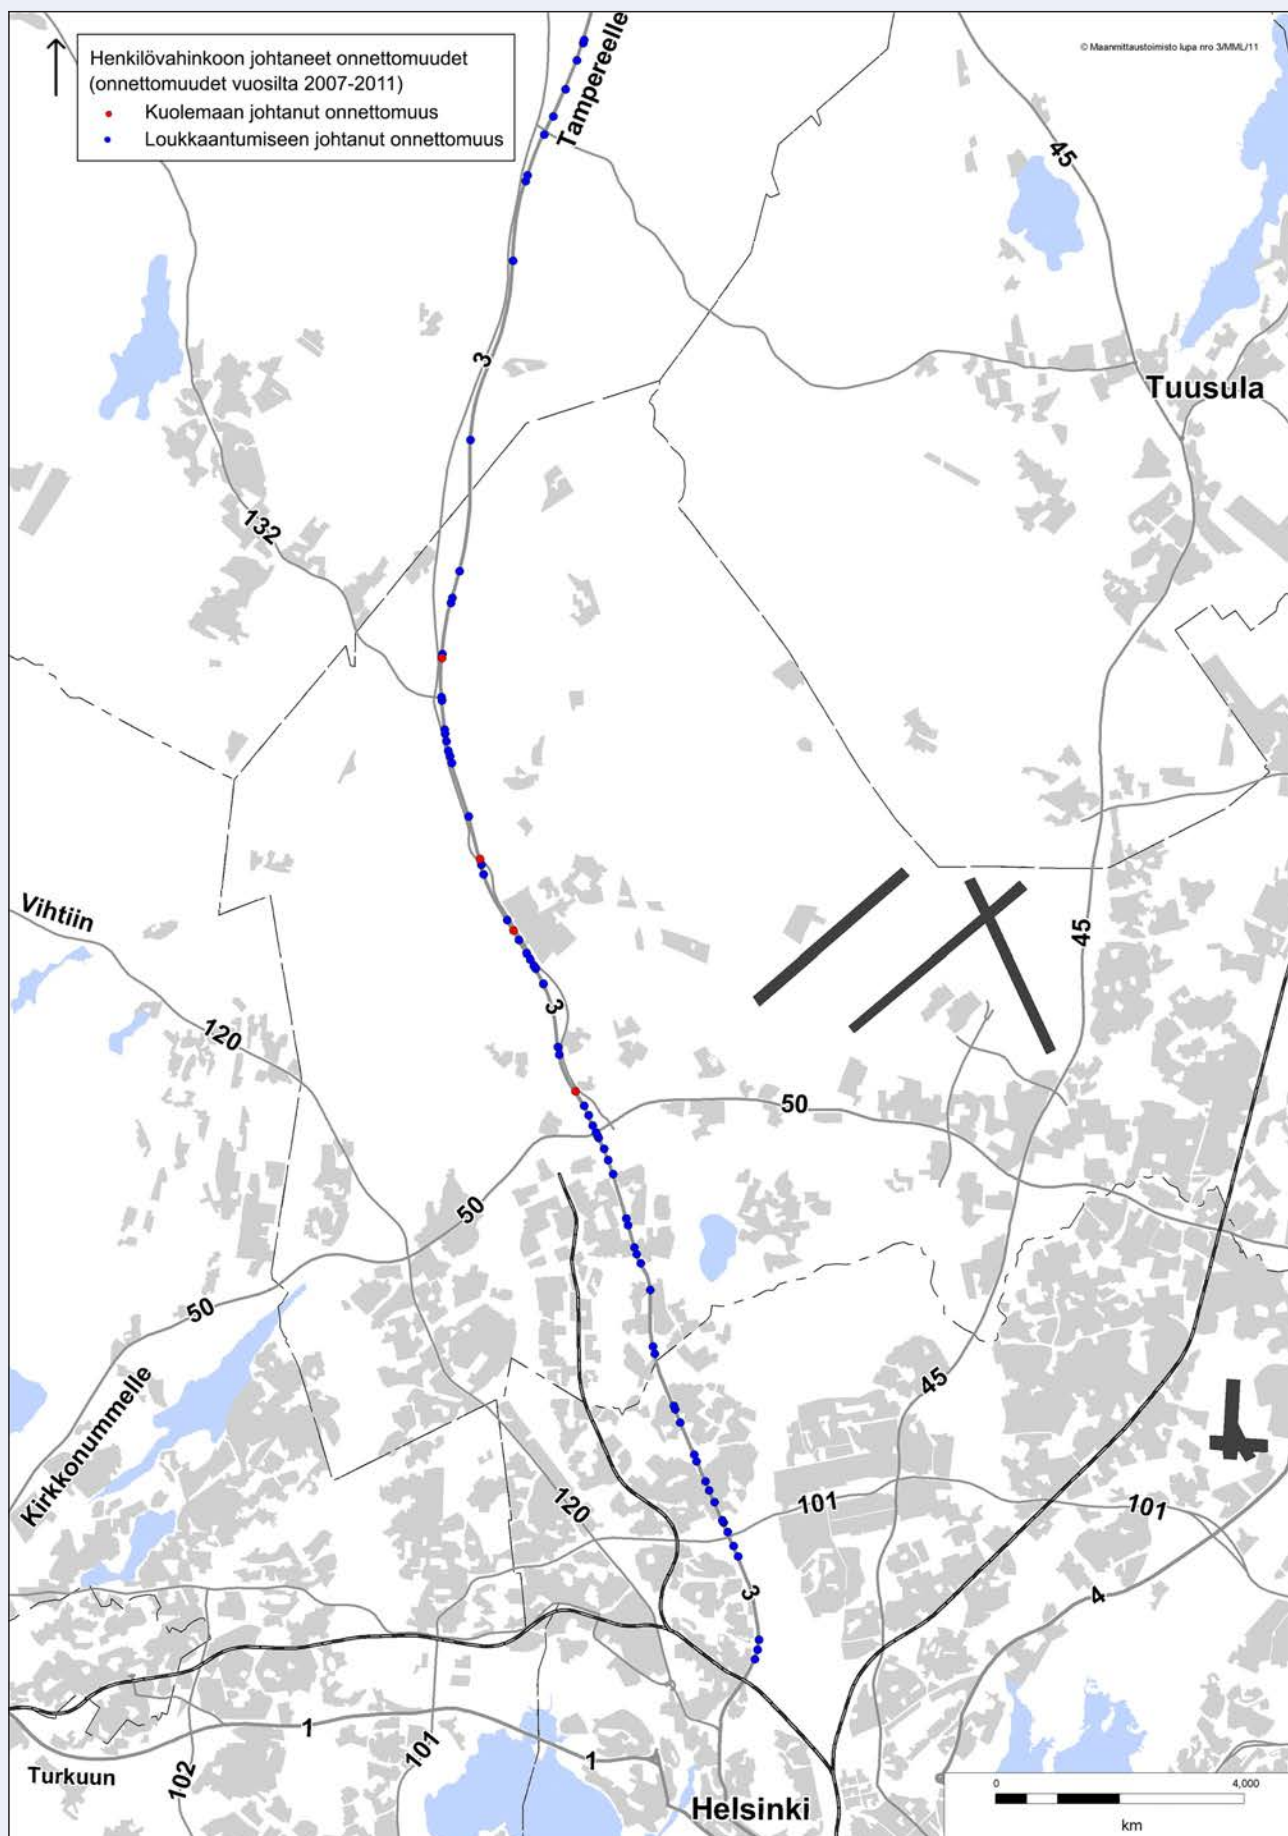 Henkilövahinkoon johtaneet onnettomuudet
(onnettomuudet vuosilta 2007-2011)
Kuolemaan johtanut onnettomuus
Loukkaantumiseen johtanut onnettomuus
© Maanmittaustoimisto lupa nro 3/MML/11
Tampereelle
45
3
Tuusula
132
Vihtiin
45
120
3
50
50
50
45
Kirkkonummelle
120
101
101
3
4
1
1
101
102
Turkuun
Helsinki
0 4,000
km